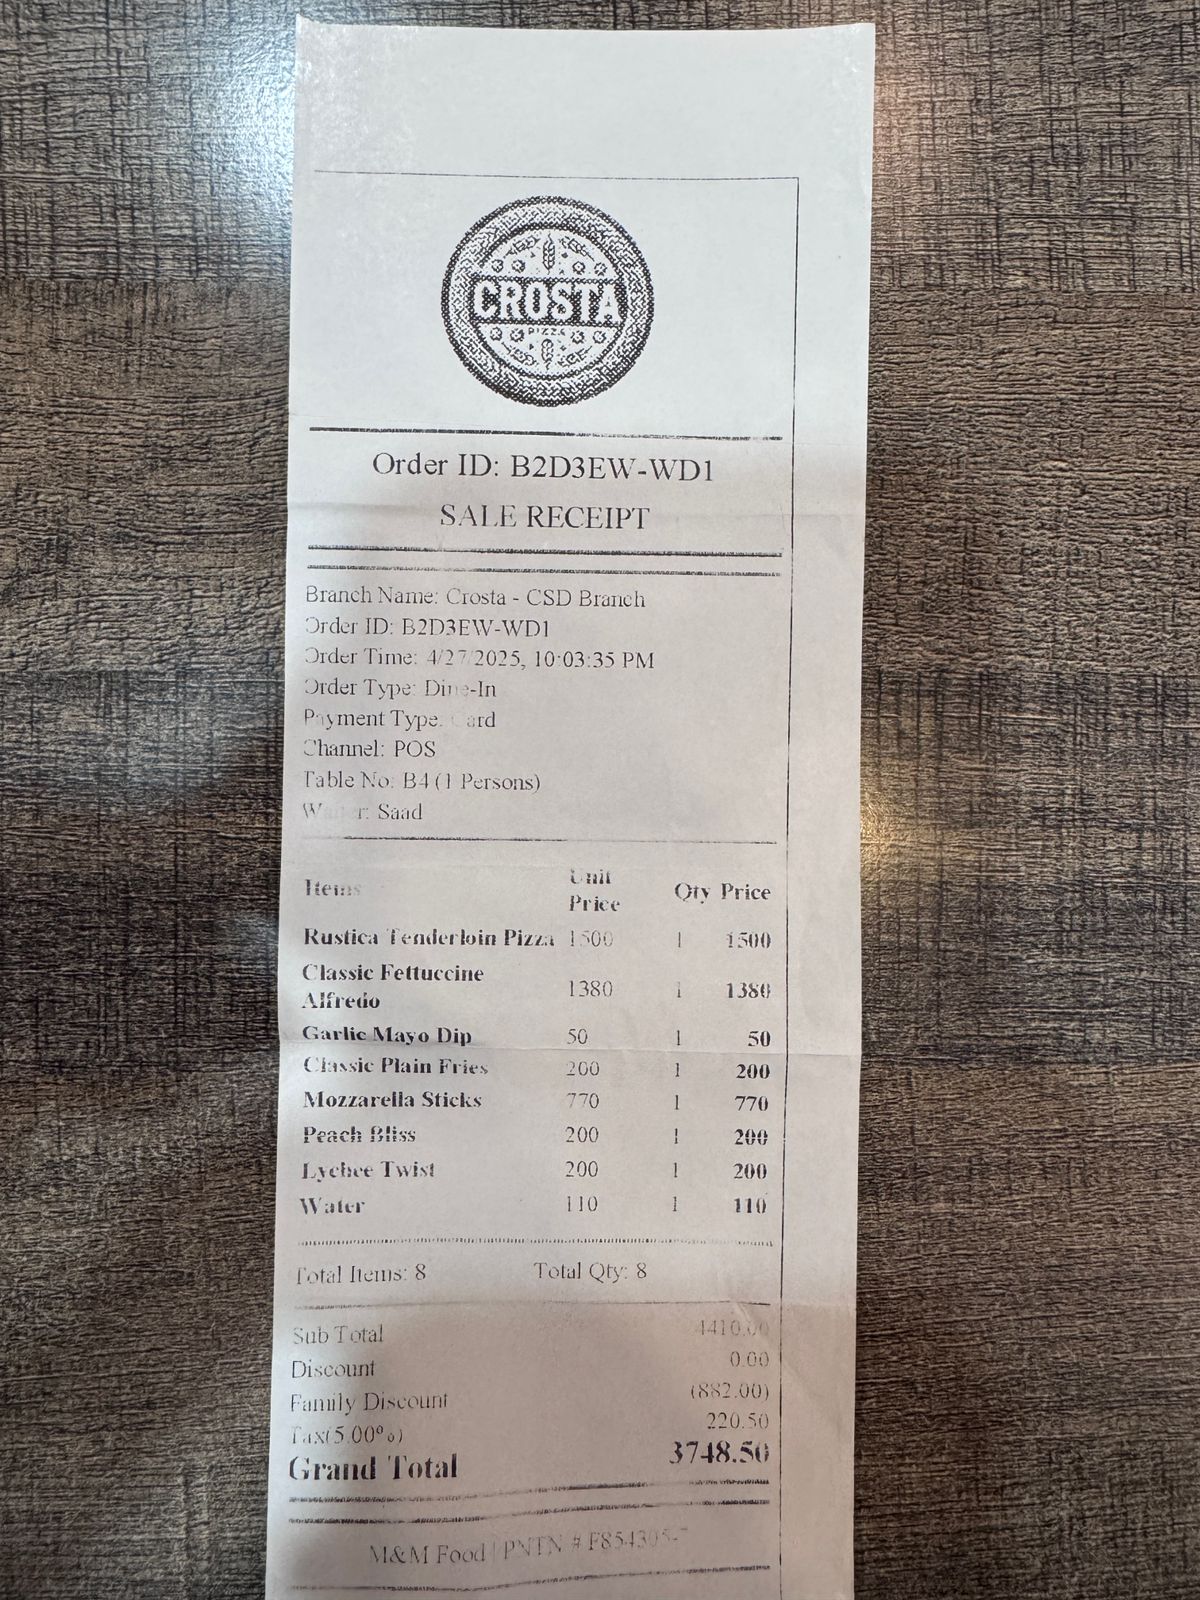 CROSTA
PIZZA
Order ID: B2D3EW-WD1
SALE RECEIPT
Branch Name: Crosta - CSD Branch
Order ID: B2D3EW-WD1
Order Time: 4/27/2025, 10:03:35 PM
Order Type: Dine-In
Payment Type: Card
Channel: POS
Table No: B4 (1 Persons)
Waiter: Saad
Items Unit Price Qty Price
Rustica Tenderloin Pizza 1500 1 1500
Classic Fettuccine Alfredo 1380 1 1380
Garlic Mayo Dip 50 1 50
Classic Plain Fries 200 1 200
Mozzarella Sticks 770 1 770
Peach Bliss 200 1 200
Lychee Twist 200 1 200
Water 110 1 110
Total Items: 8 Total Qty: 8
Sub Total 4410.00
Discount 0.00
Family Discount (882.00)
Tax(5.00%) 220.50
Grand Total 3748.50
M&M Food | PNTN #